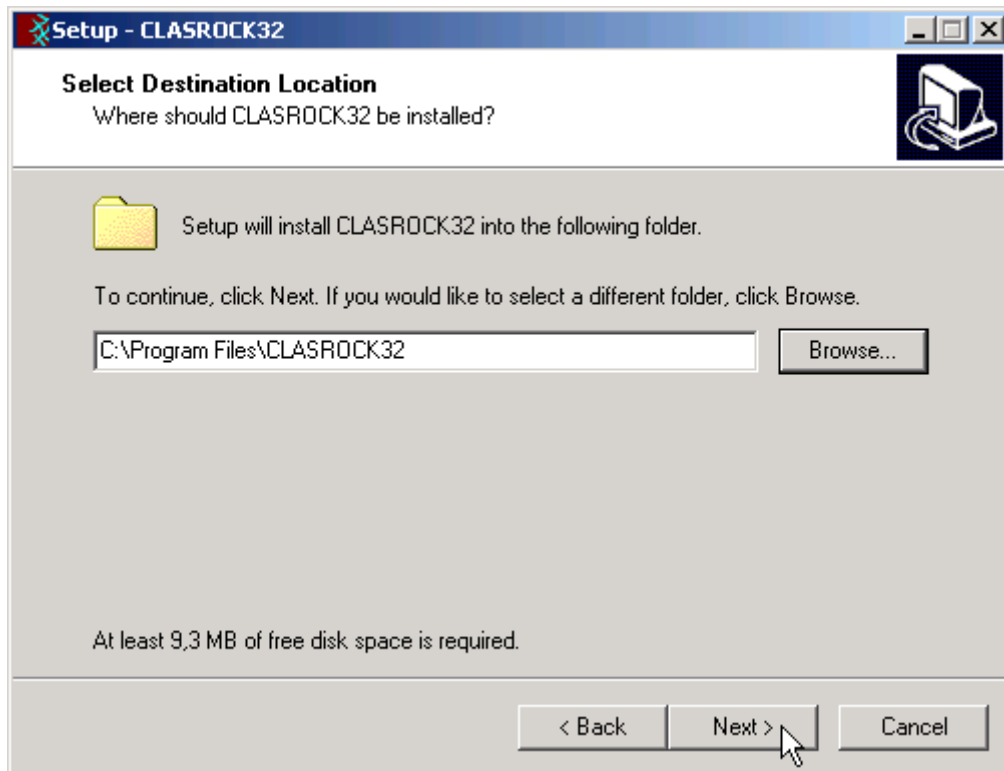 Setup - CLASROCK32
Select Destination Location
Where should CLASROCK32 be installed?
Setup will install CLASROCK32 into the following folder.
To continue, click Next. If you would like to select a different folder, click Browse.
C:\Program Files\CLASROCK32
Browse...
At least 9,3 MB of free disk space is required.
< Back
Next >
Cancel